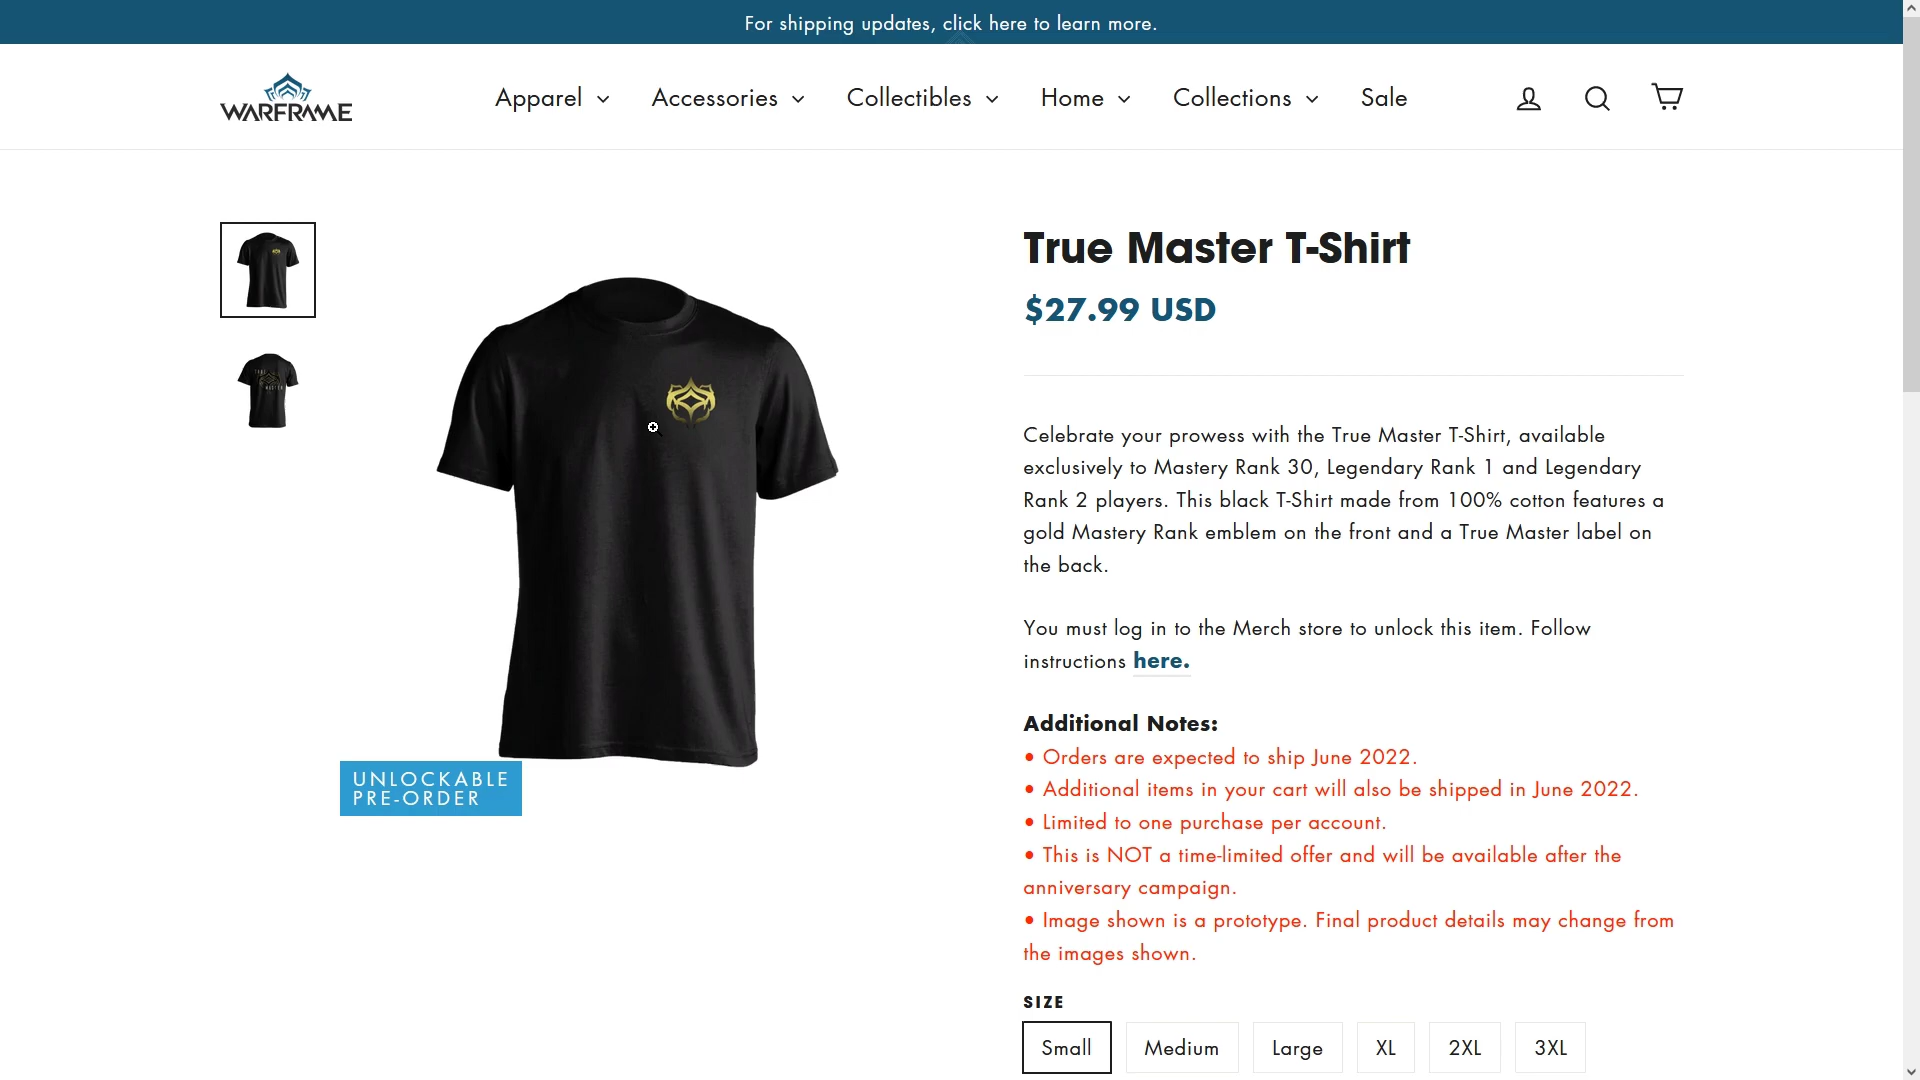 For shipping updates, click here to learn more.
WARFRAME
Apparel
Accessories
Collectibles
Home
Collections
Sale
True Master T-Shirt
$27.99 USD
Celebrate your prowess with the True Master T-Shirt, available
exclusively to Mastery Rank 30, Legendary Rank 1 and Legendary
Rank 2 players. This black T-Shirt made from 100% cotton features a
gold Mastery Rank emblem on the front and a True Master label on
the back.
You must log in to the Merch store to unlock this item. Follow
instructions here.
Additional Notes:
• Orders are expected to ship June 2022.
• Additional items in your cart will also be shipped in June 2022.
• Limited to one purchase per account.
• This is NOT a time-limited offer and will be available after the
anniversary campaign.
• Image shown is a prototype. Final product details may change from
the images shown.
UNLOCKABLE
PRE-ORDER
SIZE
Small
Medium
Large
XL
2XL
3XL